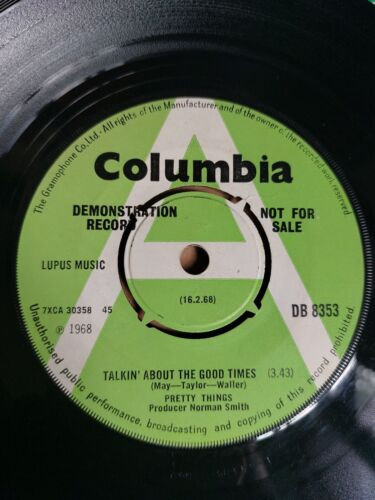 The Gramophone Co. Ltd. · All rights of the Manufacturer and of the owner of the recorded work reserved.
Columbia
DEMONSTRATION NOT FOR
RECORD SALE
LUPUS MUSIC
(16.2.68)
7XCA 30358 45
DB 8353
℗ 1968
TALKIN' ABOUT THE GOOD TIMES (3.43)
(May—Taylor—Waller)
PRETTY THINGS
Producer Norman Smith
Unauthorised public performance, broadcasting and copying of this record prohibited.
A